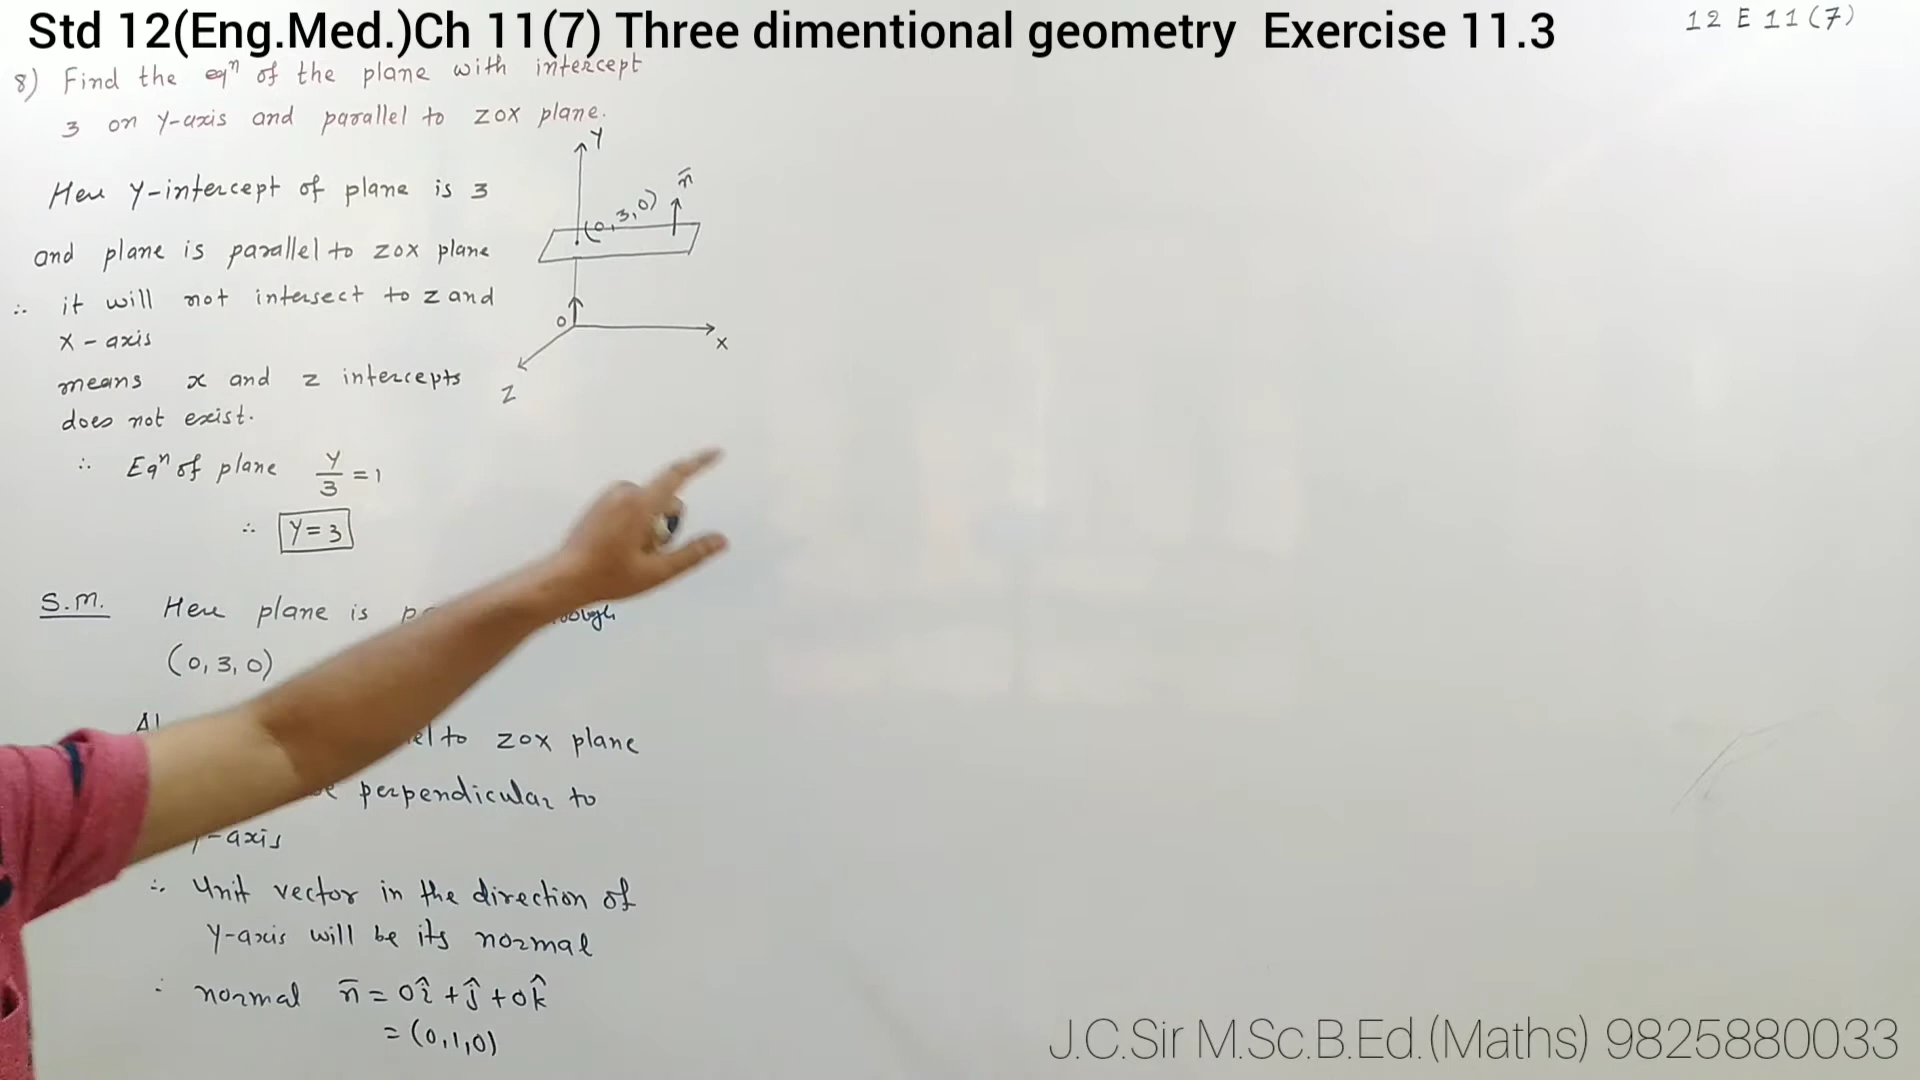 Std 12(Eng.Med.)Ch 11(7) Three dimentional geometry Exercise 11.3
12 E 11(7)
8) Find the eqⁿ of the plane with intercept
3 on Y-axis and parallel to ZOX plane.
Here Y-intercept of plane is 3
and plane is parallel to ZOX plane
∴ it will not intersect to Z and
X-axis
means x and z intercepts
does not exist.
∴ Eqⁿ of plane Y/3 = 1
∴ Y = 3
Y
n̄
(0, 3, 0)
O
X
Z
S.M. Here plane is
(0, 3, 0)
to ZOX plane
perpendicular to
Y-axis
∴ Unit vector in the direction of
Y-axis will be its normal
∴ normal n̄ = 0î + ĵ + 0k̂
= (0,1,0)
J.C.Sir M.Sc.B.Ed.(Maths) 9825880033